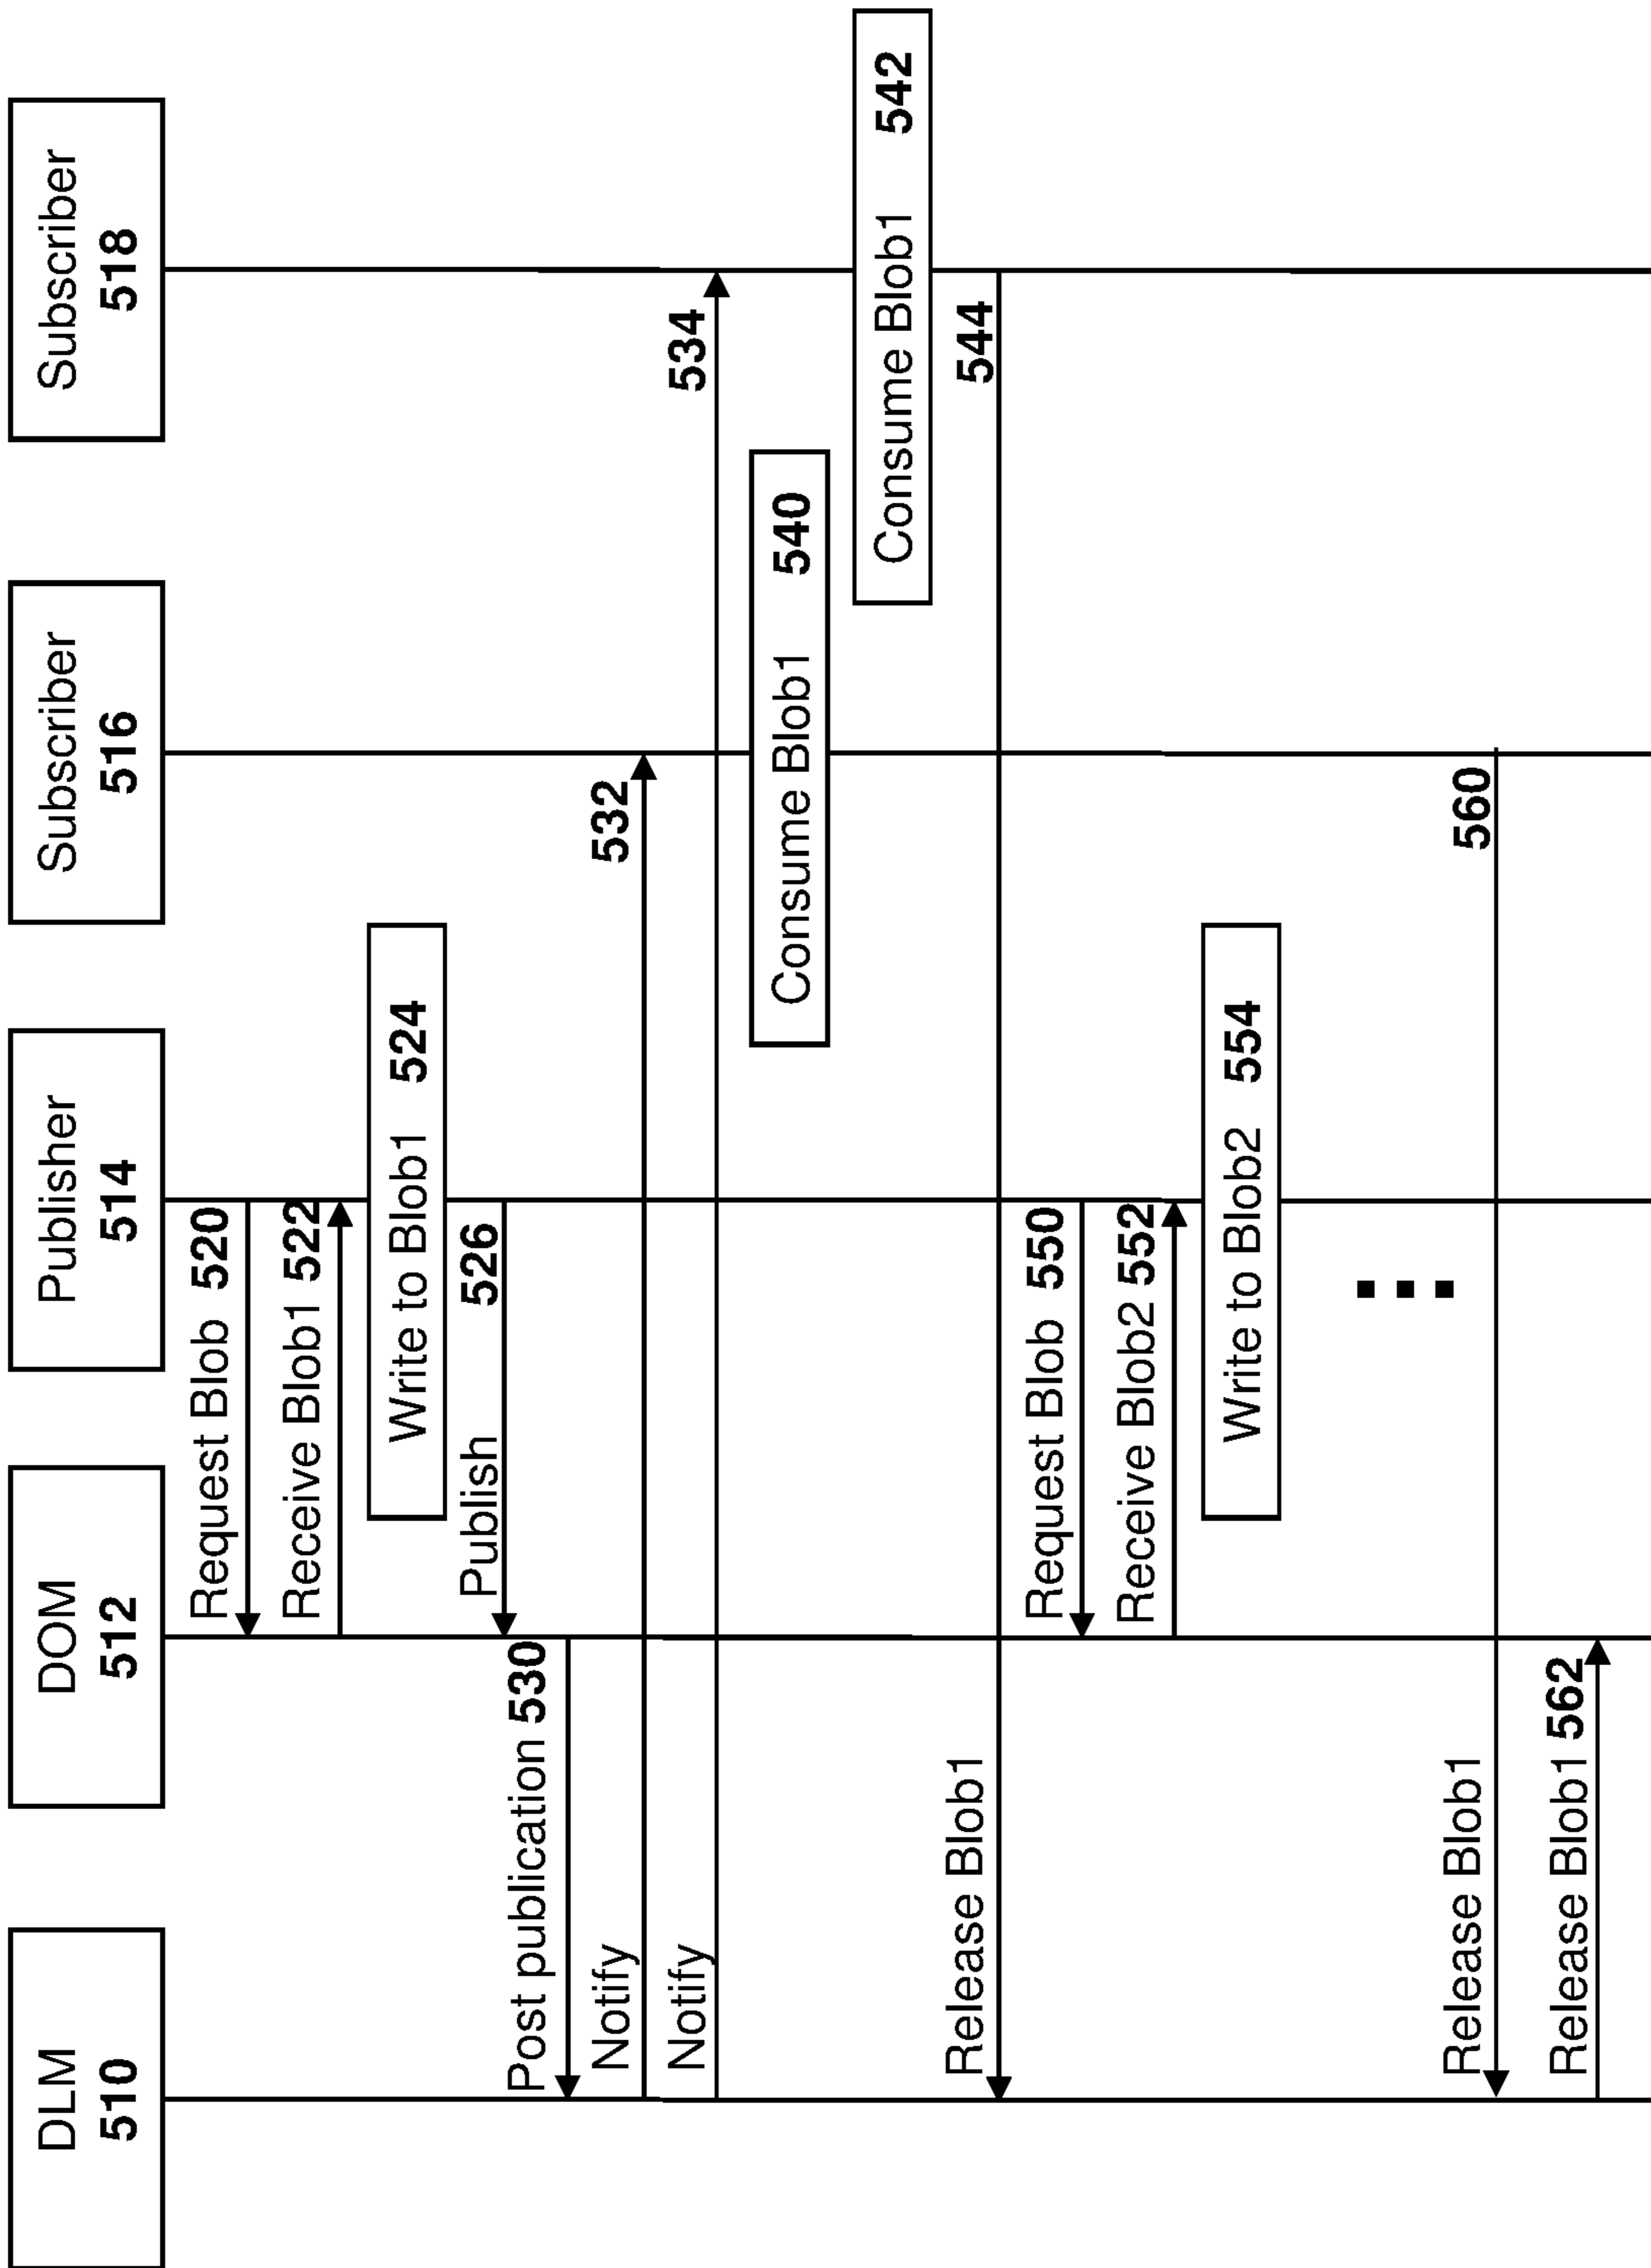 DLM
510
DOM
512
Publisher
514
Subscriber
516
Subscriber
518
Request Blob 520
Receive Blob1 522
Write to Blob1 524
Publish 526
Post publication 530
Notify 532
Notify 534
Consume Blob1 540
Consume Blob1 542
Release Blob1 544
Request Blob 550
Receive Blob2 552
Write to Blob2 554
Release Blob1 560
Release Blob1 562